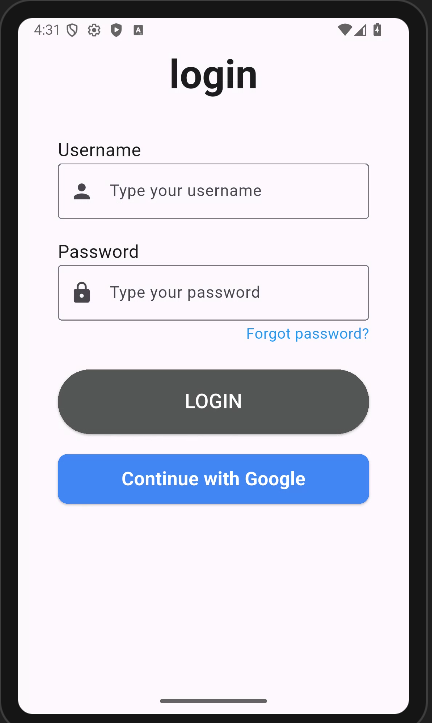 4:31
login
Username
Type your username
Password
Type your password
Forgot password?
LOGIN
Continue with Google